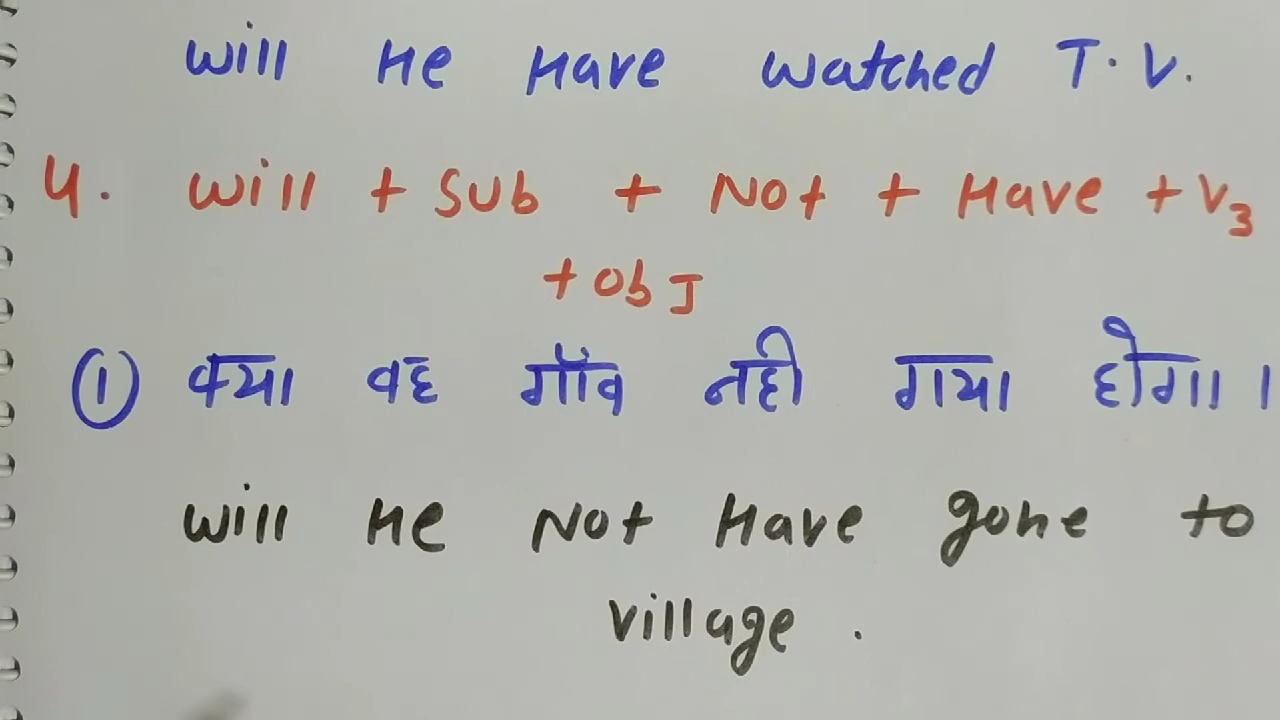 will He Have watched T.V.
4. will + Sub + Not + Have + V3
+ obJ
① क्या वह गाँव नही गया होगा।
will He Not Have gone to
village.